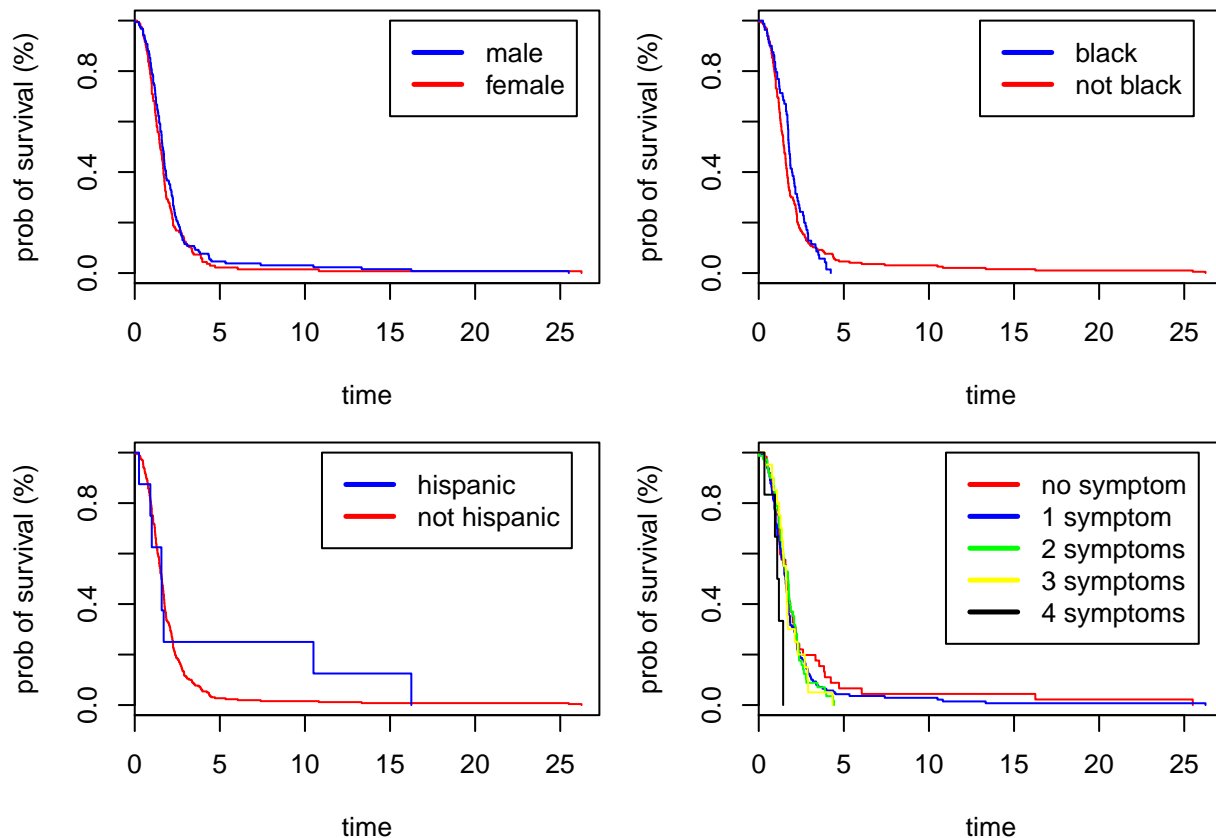 prob of survival (%)
0.0 0.4 0.8
male
female
0 5 10 15 20 25
time
prob of survival (%)
0.0 0.4 0.8
black
not black
0 5 10 15 20 25
time
prob of survival (%)
0.0 0.4 0.8
hispanic
not hispanic
0 5 10 15 20 25
time
prob of survival (%)
0.0 0.4 0.8
no symptom
1 symptom
2 symptoms
3 symptoms
4 symptoms
0 5 10 15 20 25
time